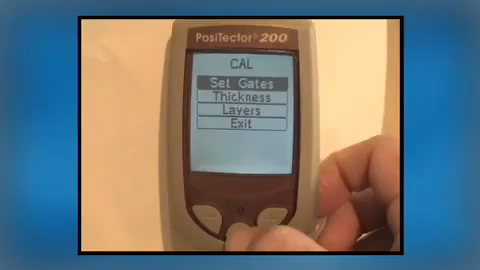 PosiTector® 200
CAL
Set Gates
Thickness
Layers
Exit